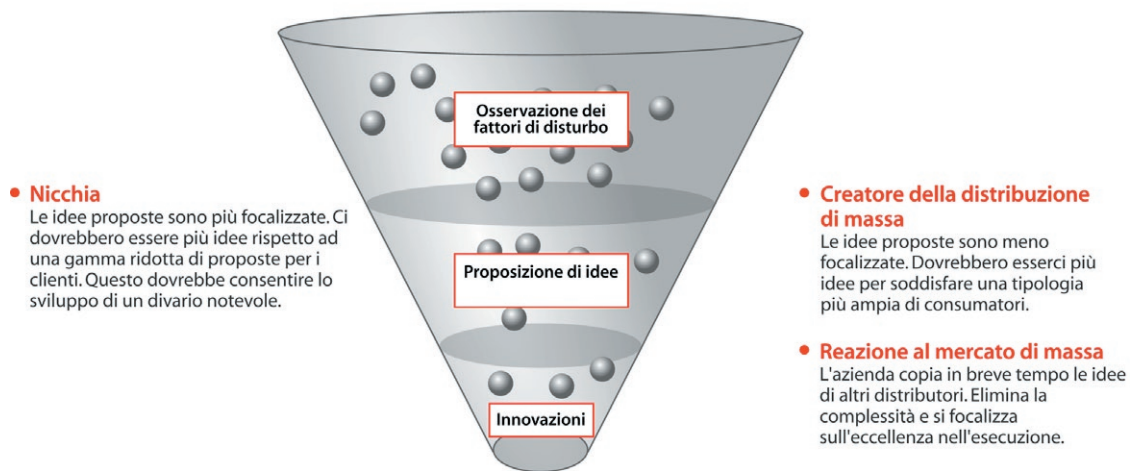 Osservazione dei
fattori di disturbo
Nicchia
Le idee proposte sono più focalizzate. Ci
dovrebbero essere più idee rispetto ad
una gamma ridotta di proposte per i
clienti. Questo dovrebbe consentire lo
sviluppo di un divario notevole.
Proposizione di idee
Innovazioni
Creatore della distribuzione
di massa
Le idee proposte sono meno
focalizzate. Dovrebbero esserci più
idee per soddisfare una tipologia
più ampia di consumatori.
Reazione al mercato di massa
L'azienda copia in breve tempo le idee
di altri distributori. Elimina la
complessità e si focalizza
sull'eccellenza nell'esecuzione.